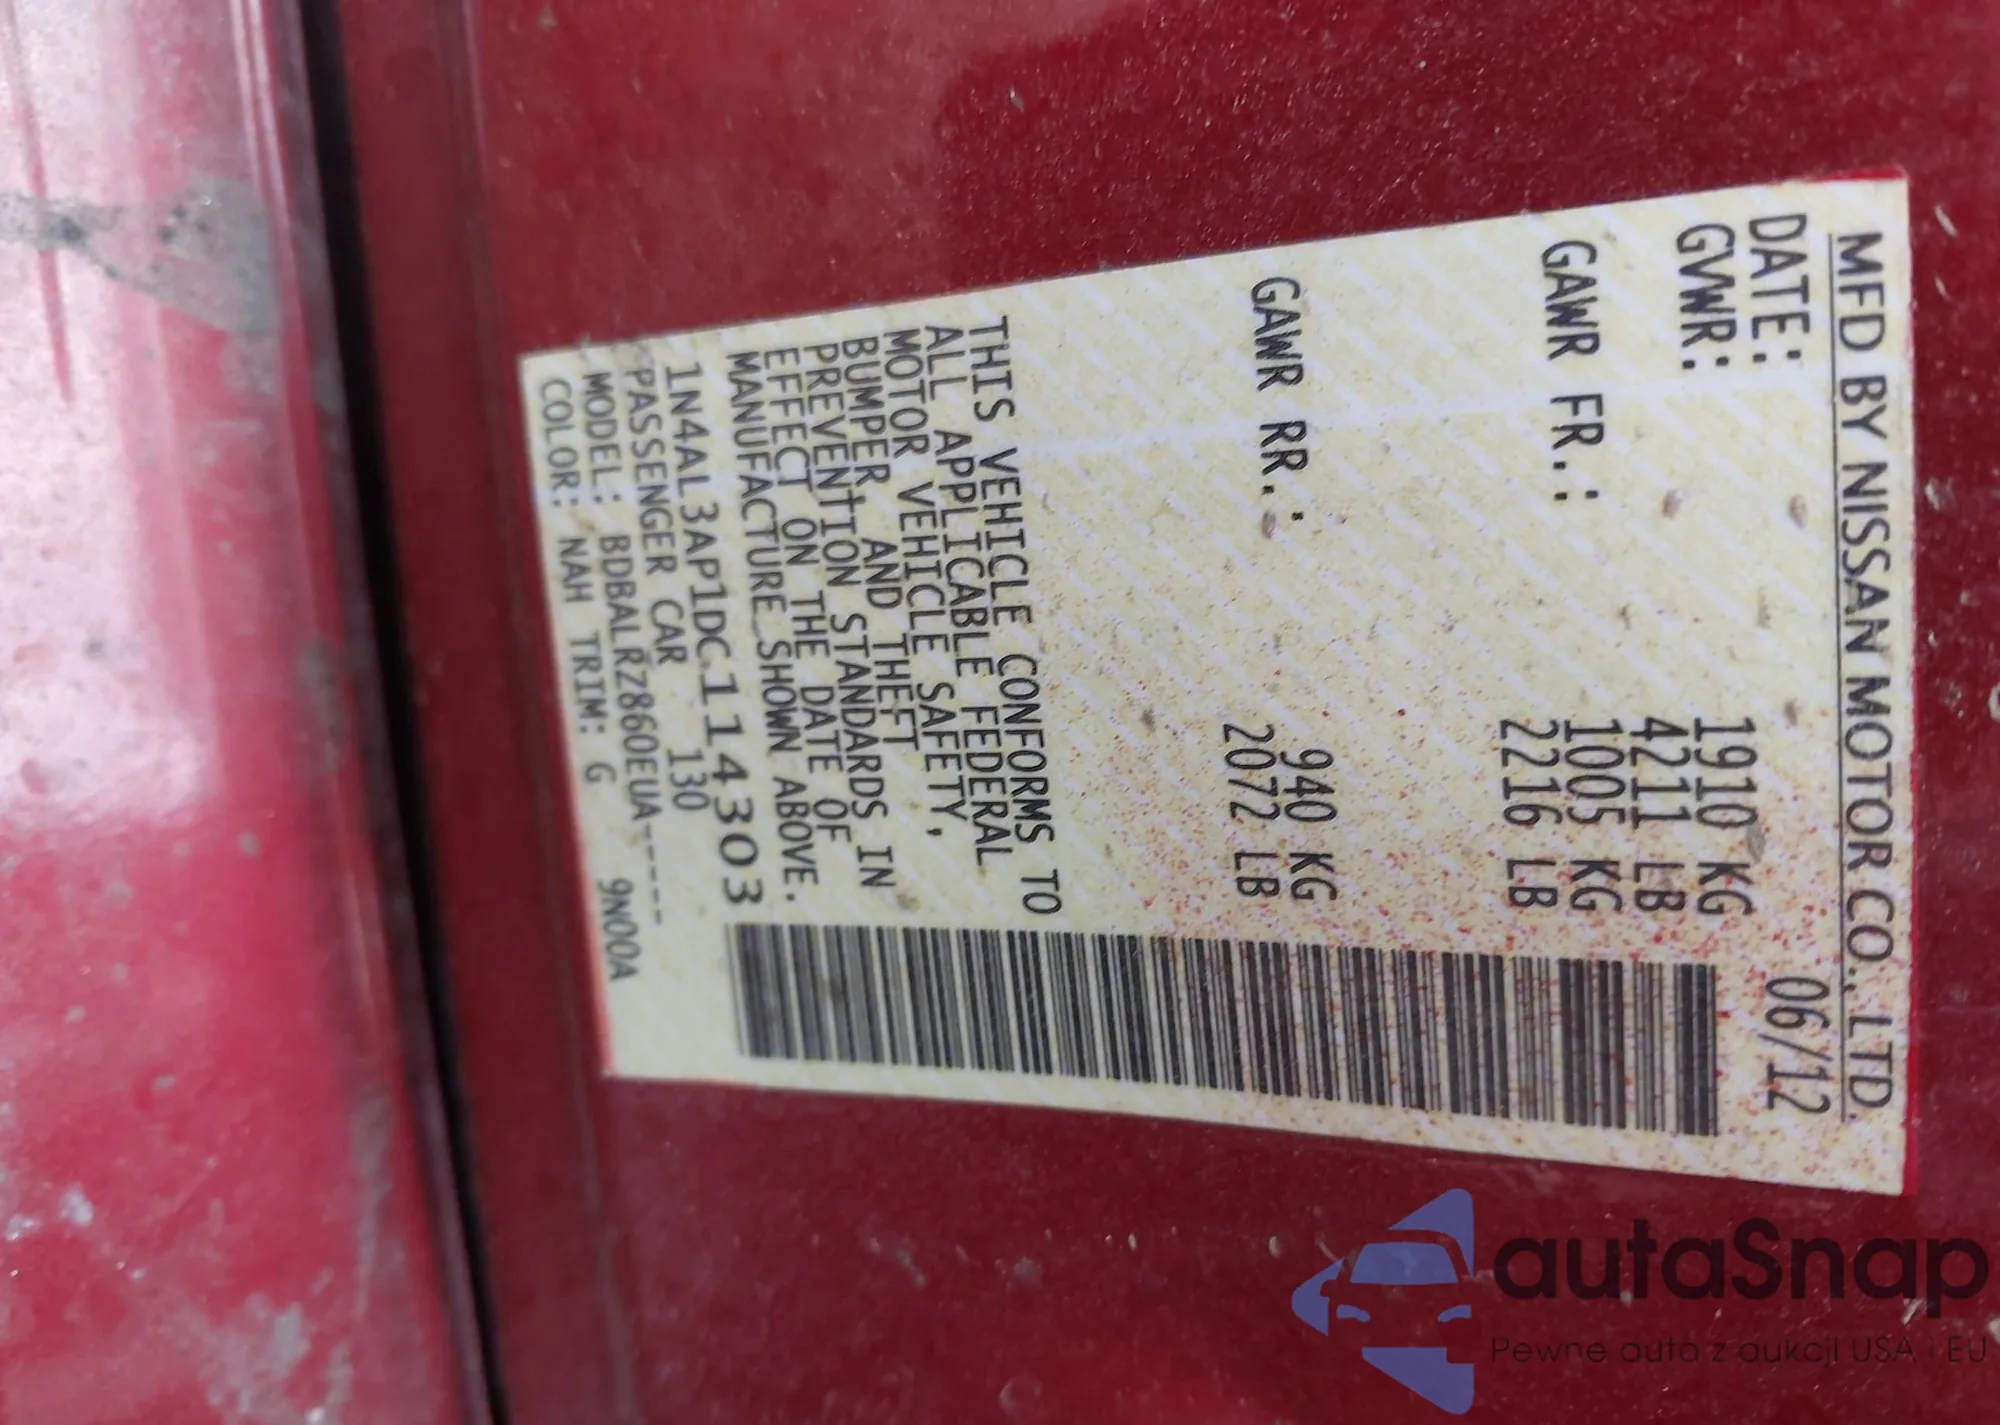 MFD BY NISSAN MOTOR CO., LTD.
DATE: 06/12
GVWR: 1910 KG
4211 LB
GAWR FR.: 1005 KG
2216 LB
GAWR RR.: 940 KG
2072 LB
THIS VEHICLE CONFORMS TO
ALL APPLICABLE FEDERAL
MOTOR VEHICLE SAFETY,
BUMPER, AND THEFT
PREVENTION STANDARDS IN
EFFECT ON THE DATE OF
MANUFACTURE SHOWN ABOVE.
1N4AL3AP1DC114303
PASSENGER CAR 130
MODEL: BDBALRZ860EUA-----
COLOR: NAH TRIM: G 9N00A
autaSnap
Pewne auta z aukcji USA i EU